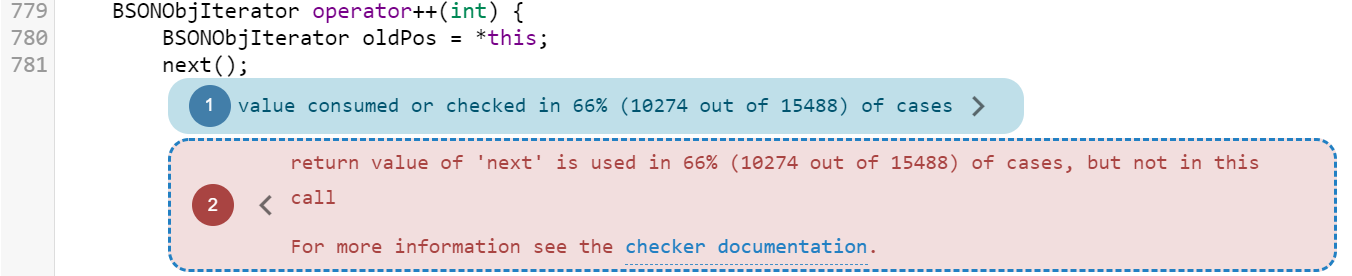 779 BSONObjIterator operator++(int) {
780 BSONObjIterator oldPos = *this;
781 next();
1 value consumed or checked in 66% (10274 out of 15488) of cases >
return value of 'next' is used in 66% (10274 out of 15488) of cases, but not in this
2 < call
For more information see the checker documentation.